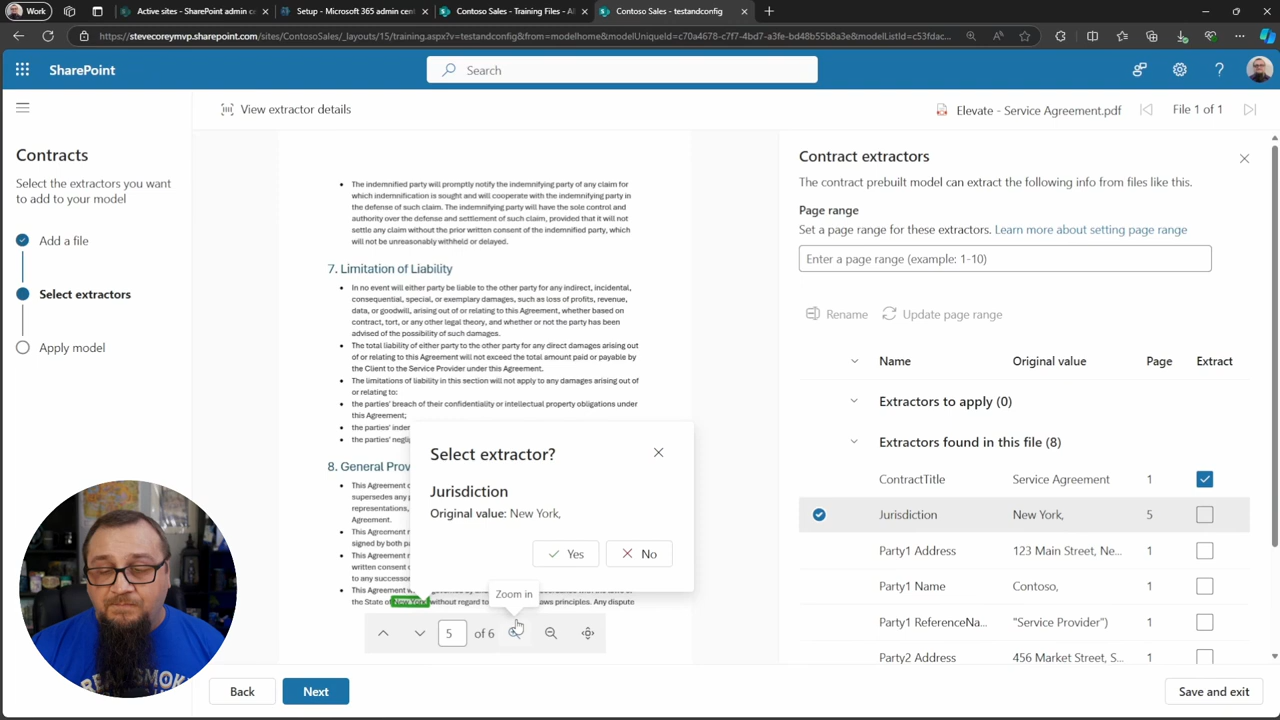 Work
Active sites - SharePoint admin c
Setup - Microsoft 365 admin cent
Contoso Sales - Training Files - Al
Contoso Sales - testandconfig
https://stevecoreymvp.sharepoint.com/sites/ContosoSales/_layouts/15/training.aspx?v=testandconfig&from=modelhome&modelUniqueId=c70a4678-c7f7-4bd7-a3fe-bd48b55b8a3e&modelListId=c53fdac...
SharePoint
Search
View extractor details
Elevate - Service Agreement.pdf
File 1 of 1
Contracts
Select the extractors you want
to add to your model
Add a file
Select extractors
Apply model
• The indemnified party will promptly notify the indemnifying party of any claim for
which indemnification is sought and will cooperate with the indemnifying party in
the defense of such claim. The indemnifying party will have the sole control and
authority over the defense and settlement of such claim, provided that it will not
settle any claim without the prior written consent of the indemnified party, which
will not be unreasonably withheld or delayed.
7. Limitation of Liability
• In no event will either party be liable to the other party for any indirect, incidental,
consequential, special, or exemplary damages, such as loss of profits, revenue,
data, or goodwill, arising out of or relating to this Agreement, whether based on
contract, tort, or any other legal theory, and whether or not the party has been
advised of the possibility of such damages.
• The total liability of either party to the other party for any direct damages arising out
of or relating to this Agreement will not exceed the total amount paid or payable by
the Client to the Service Provider under this Agreement.
• The limitations of liability in this section will not apply to any damages arising out of
or relating to:
• the parties' breach of their confidentiality or intellectual property obligations under
this Agreement;
• the parties' inder
• the parties' neglig
8. General Prov
• This Agreement c
supersedes any p
representations,
Agreement.
• This Agreement r
signed by both pa
• This Agreement r
written consent o
to any successor
• This Agreement w
the State of New York without regard to laws principles. Any dispute
Select extractor?
Jurisdiction
Original value: New York,
Yes
No
Zoom in
5 of 6
Contract extractors
The contract prebuilt model can extract the following info from files like this.
Page range
Set a page range for these extractors. Learn more about setting page range
Enter a page range (example: 1-10)
Rename
Update page range
Name Original value Page Extract
Extractors to apply (0)
Extractors found in this file (8)
ContractTitle Service Agreement 1
Jurisdiction New York, 5
Party1 Address 123 Main Street, Ne... 1
Party1 Name Contoso, 1
Party1 ReferenceNa... "Service Provider") 1
Party2 Address 456 Market Street, S... 1
Back
Next
Save and exit